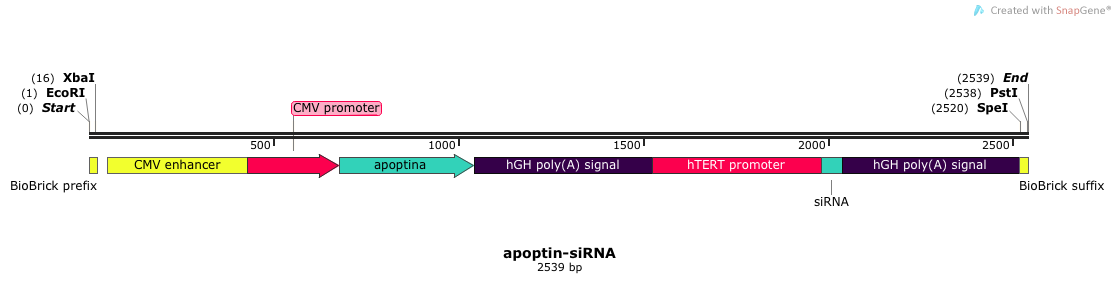 Created with SnapGene®
(16) XbaI
(1) EcoRI
(0) Start
(2539) End
(2538) PstI
(2520) SpeI
CMV promoter
500
1000
1500
2000
2500
CMV enhancer
apoptina
hGH poly(A) signal
hTERT promoter
hGH poly(A) signal
BioBrick prefix
BioBrick suffix
siRNA
apoptin-siRNA
2539 bp